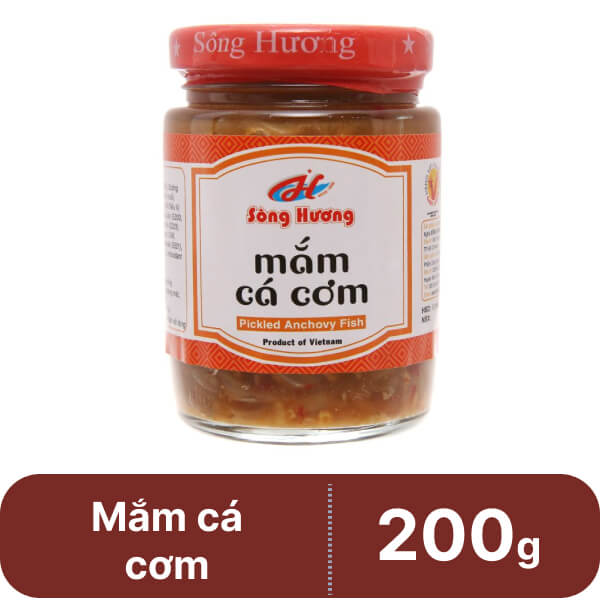 Sông Hương
Sông Hương
mắm
cá cơm
Pickled Anchovy Fish
Product of Vietnam
Mắm cá
cơm
200g